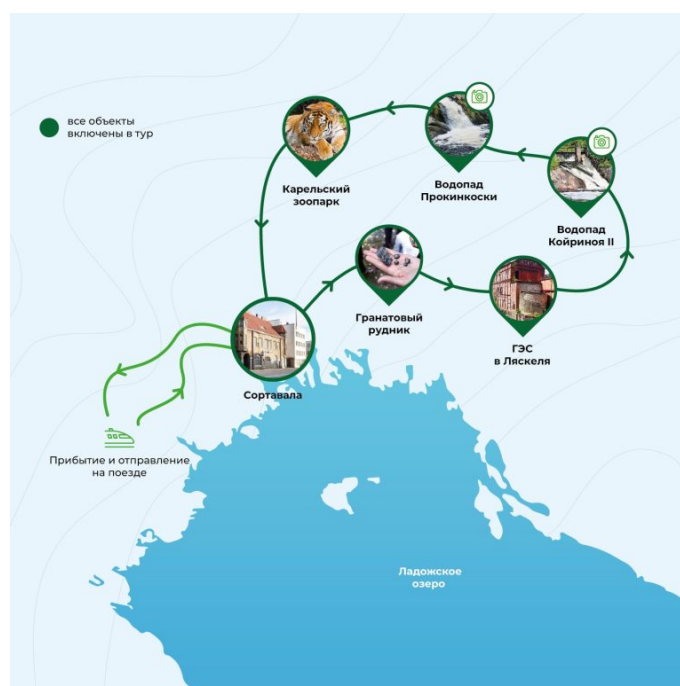 все объекты
включены в тур
Карельский
зоопарк
Водопад
Прокинкоски
Водопад
Койриноя II
Гранатовый
рудник
ГЭС
в Ляскеля
Сортавала
Прибытие и отправление
на поезде
Ладожское
озеро